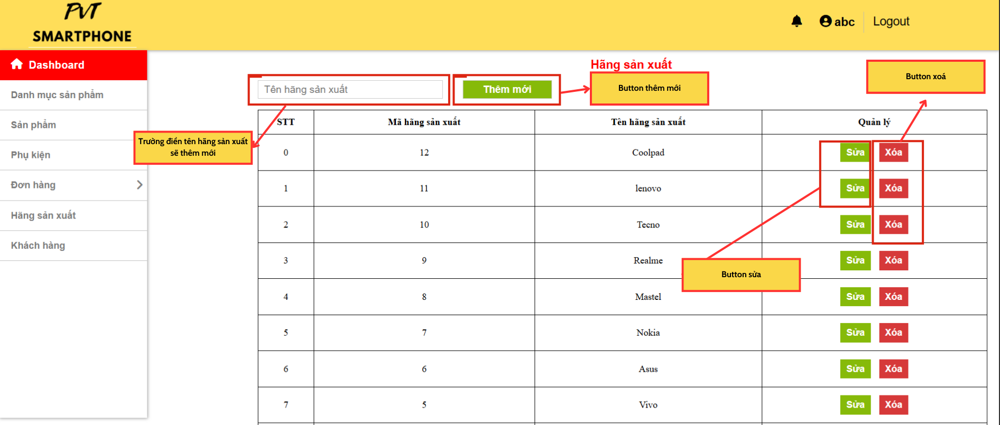 PVT
SMARTPHONE
abc Logout
Dashboard
Danh mục sản phẩm
Sản phẩm
Phụ kiện
Đơn hàng
Hãng sản xuất
Khách hàng
Hãng sản xuất
Tên hãng sản xuất Thêm mới
Button thêm mới
Button xoá
Trường điền tên hãng sản xuất
sẽ thêm mới
Button sửa
STT Mã hãng sản xuất Tên hãng sản xuất Quản lý
0 12 Coolpad Sửa Xóa
1 11 lenovo Sửa Xóa
2 10 Tecno Sửa Xóa
3 9 Realme Sửa Xóa
4 8 Mastel Sửa Xóa
5 7 Nokia Sửa Xóa
6 6 Asus Sửa Xóa
7 5 Vivo Sửa Xóa